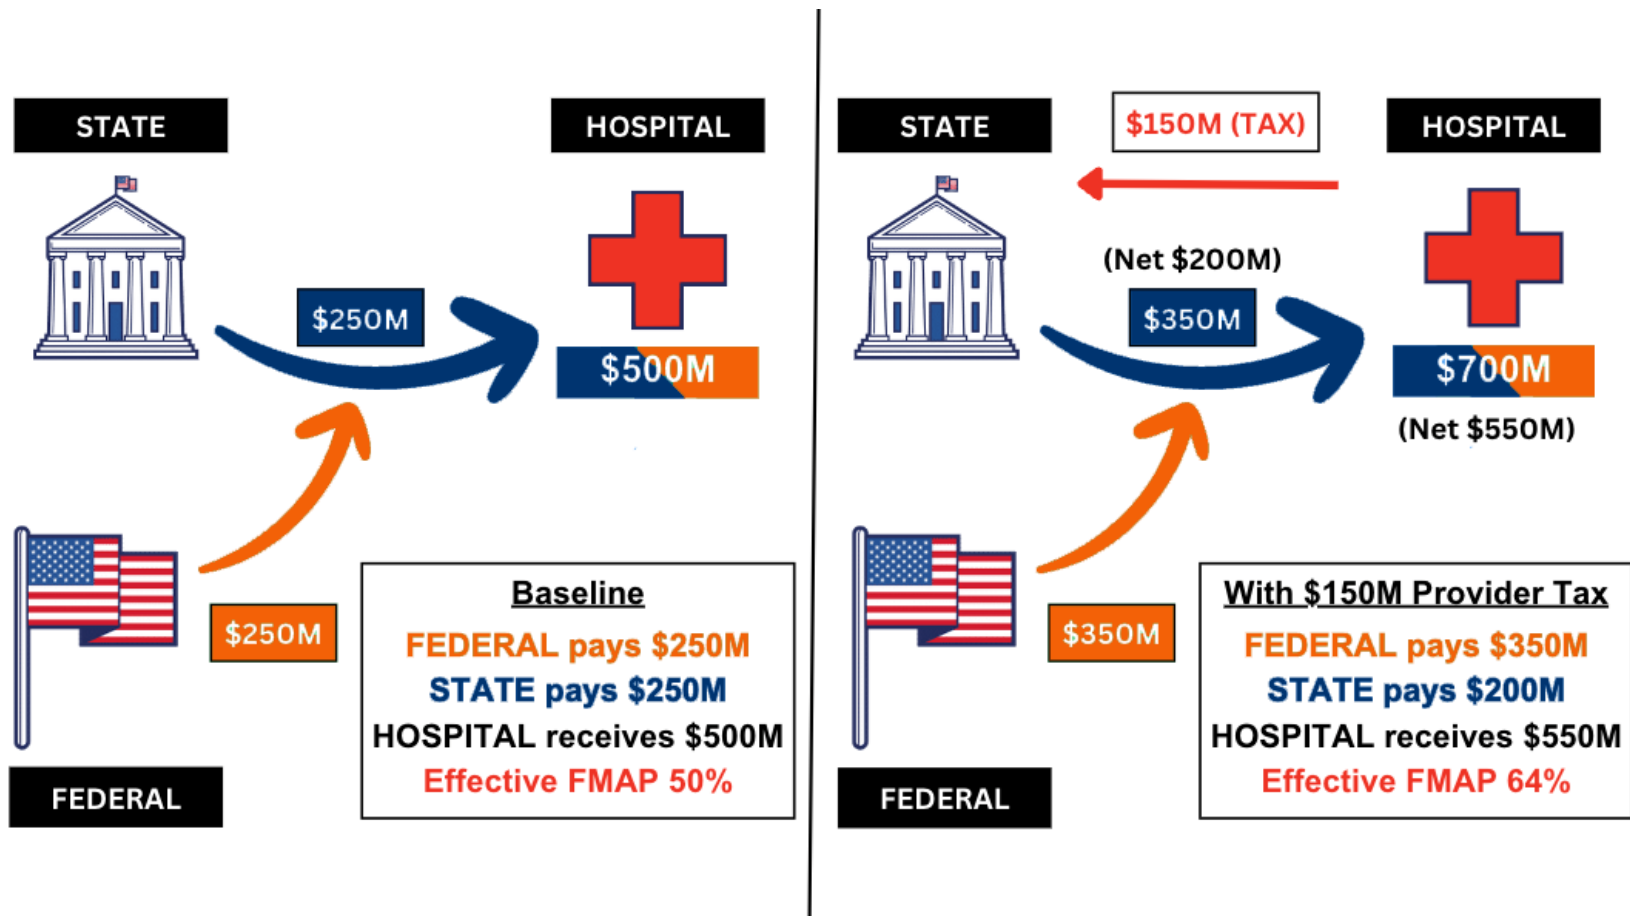 STATE
HOSPITAL
$250M
$500M
$250M
Baseline
FEDERAL pays $250M
STATE pays $250M
HOSPITAL receives $500M
Effective FMAP 50%
FEDERAL
STATE
$150M (TAX)
HOSPITAL
(Net $200M)
$350M
$700M
(Net $550M)
$350M
With $150M Provider Tax
FEDERAL pays $350M
STATE pays $200M
HOSPITAL receives $550M
Effective FMAP 64%
FEDERAL